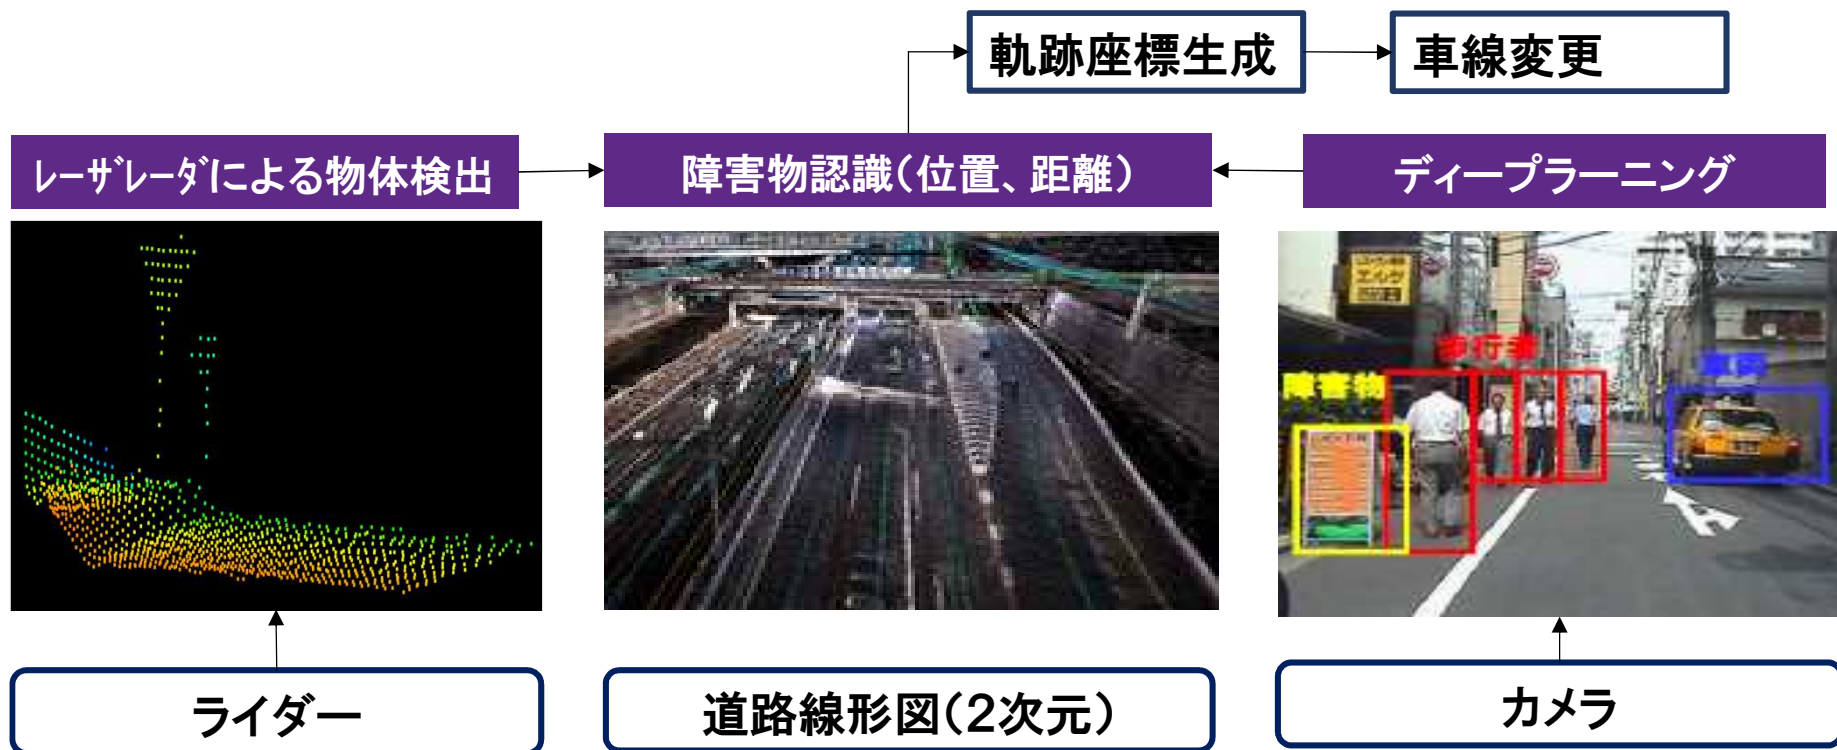 軌跡座標生成
車線変更
ﾚｰｻﾞﾚｰﾀﾞによる物体検出
障害物認識（位置、距離）
ディープラーニング
歩行者
障害物
ライダー
道路線形図（２次元）
カメラ